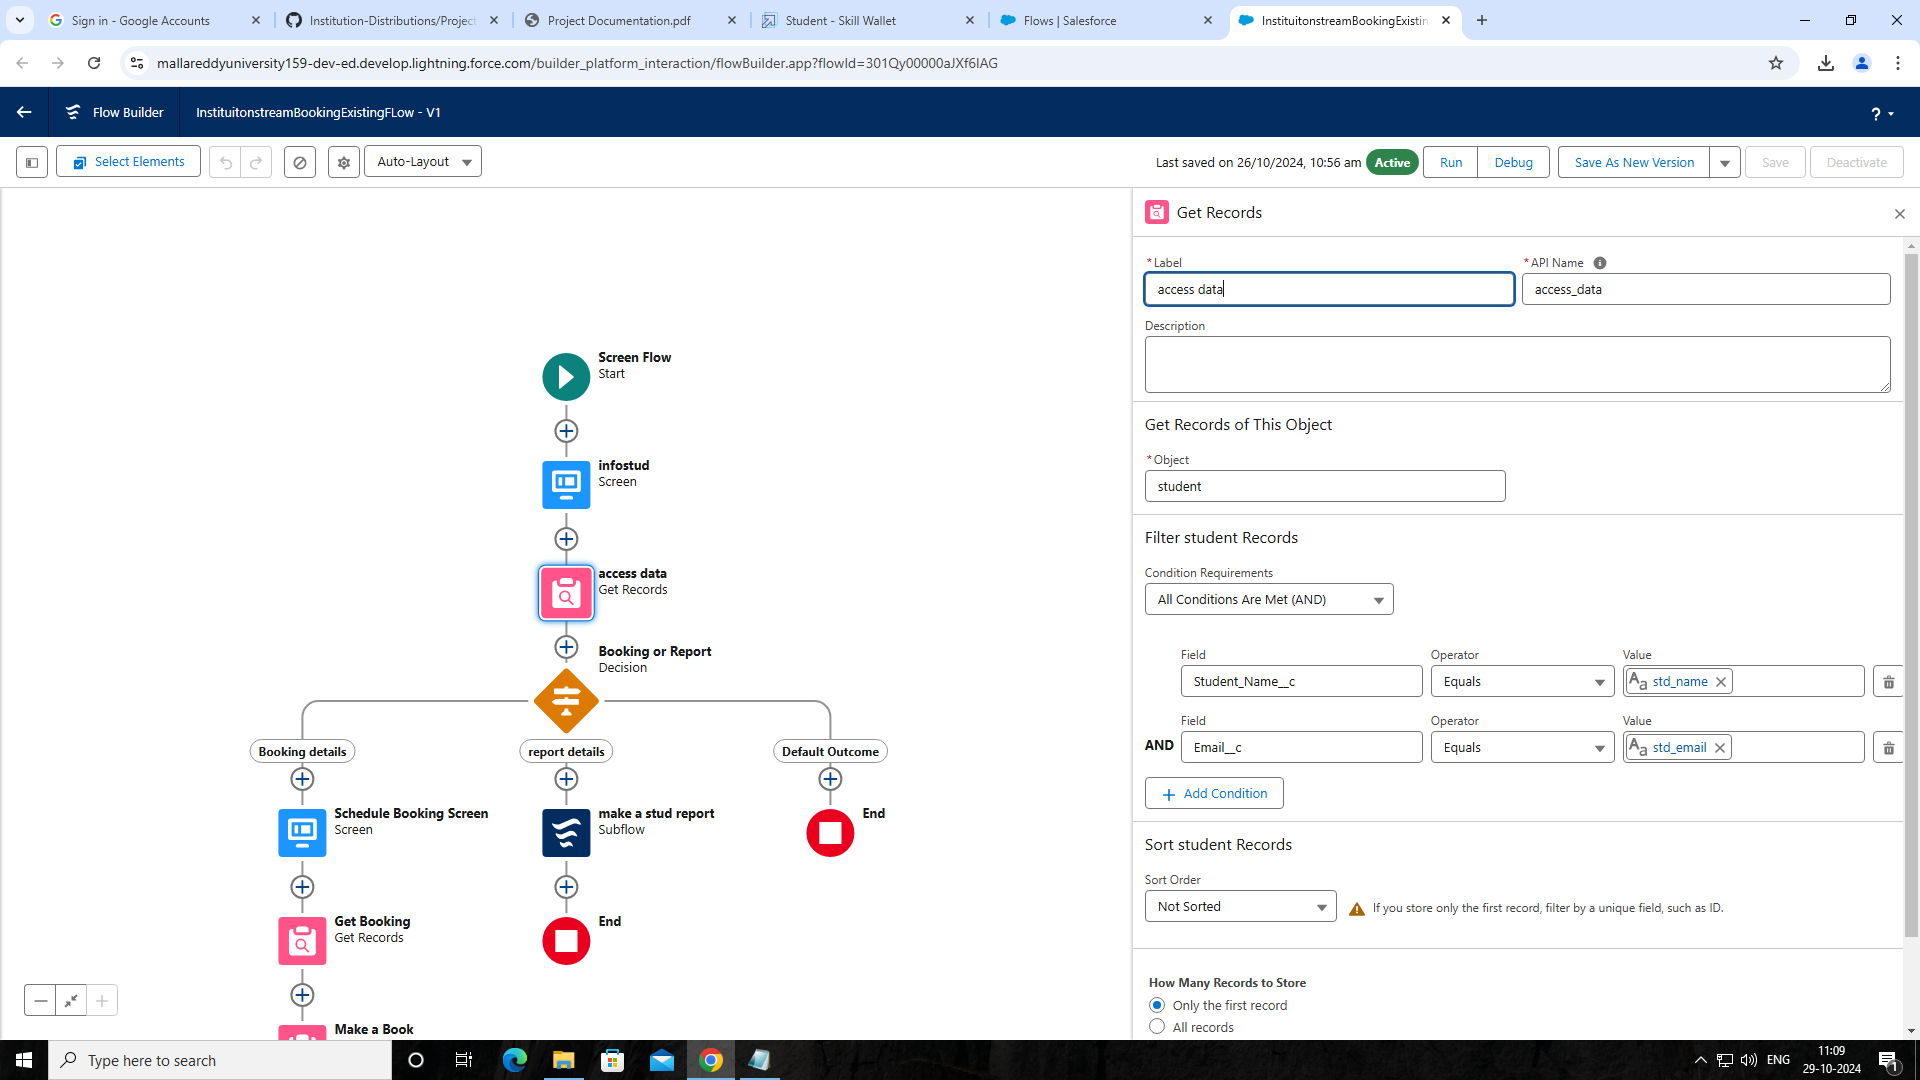 Sign in - Google Accounts
Institution-Distributions/Project
Project Documentation.pdf
Student - Skill Wallet
Flows | Salesforce
InstituitonstreamBookingExistin
mallareddyuniversity159-dev-ed.develop.lightning.force.com/builder_platform_interaction/flowBuilder.app?flowId=301Qy00000aJXf6IAG
Flow Builder
InstituitonstreamBookingExistingFLow - V1
?
Select Elements
Auto-Layout
Last saved on 26/10/2024, 10:56 am
Active
Run
Debug
Save As New Version
Save
Deactivate
Screen Flow
Start
infostud
Screen
access data
Get Records
Booking or Report
Decision
Booking details
report details
Default Outcome
Schedule Booking Screen
Screen
make a stud report
Subflow
End
Get Booking
Get Records
End
Make a Book
Get Records
* Label
* API Name
access data
access_data
Description
Get Records of This Object
* Object
student
Filter student Records
Condition Requirements
All Conditions Are Met (AND)
Field
Operator
Value
Student_Name__c
Equals
Aa std_name
Field
Operator
Value
AND
Email__c
Equals
Aa std_email
Add Condition
Sort student Records
Sort Order
Not Sorted
If you store only the first record, filter by a unique field, such as ID.
How Many Records to Store
Only the first record
All records
Type here to search
ENG
11:09
29-10-2024
1